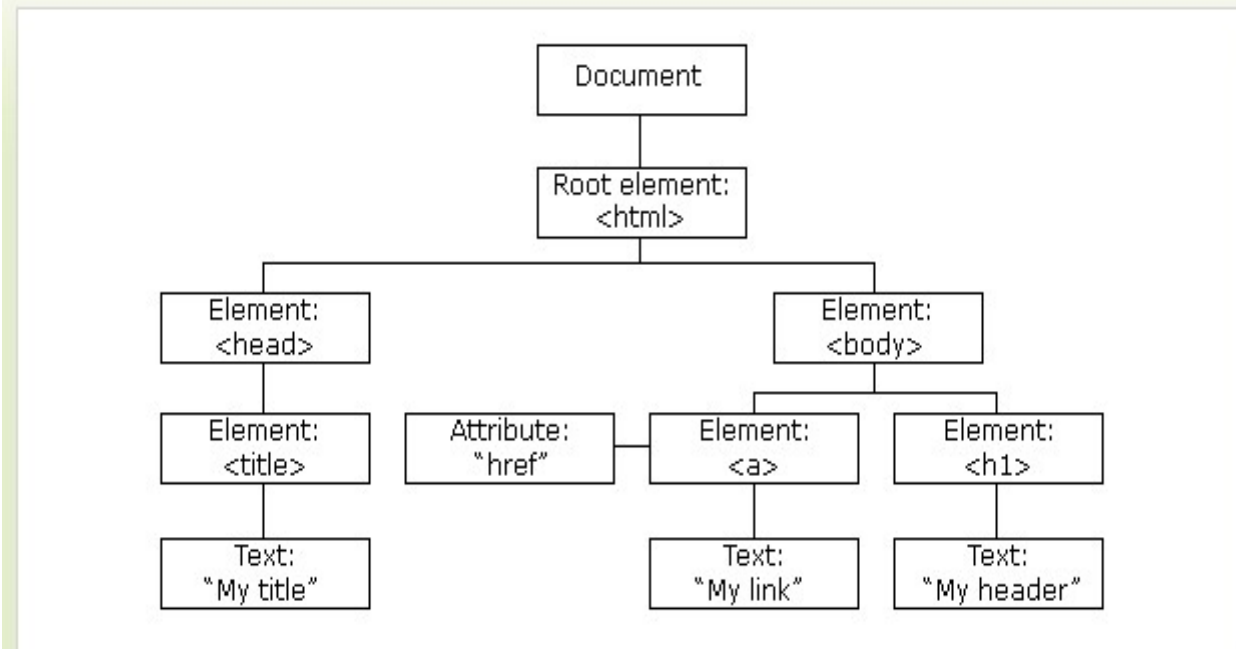 Document
Root element:
<html>
Element:
<head>
Element:
<body>
Element:
<title>
Attribute:
“href”
Element:
<a>
Element:
<h1>
Text:
“My title”
Text:
“My link”
Text:
“My header”